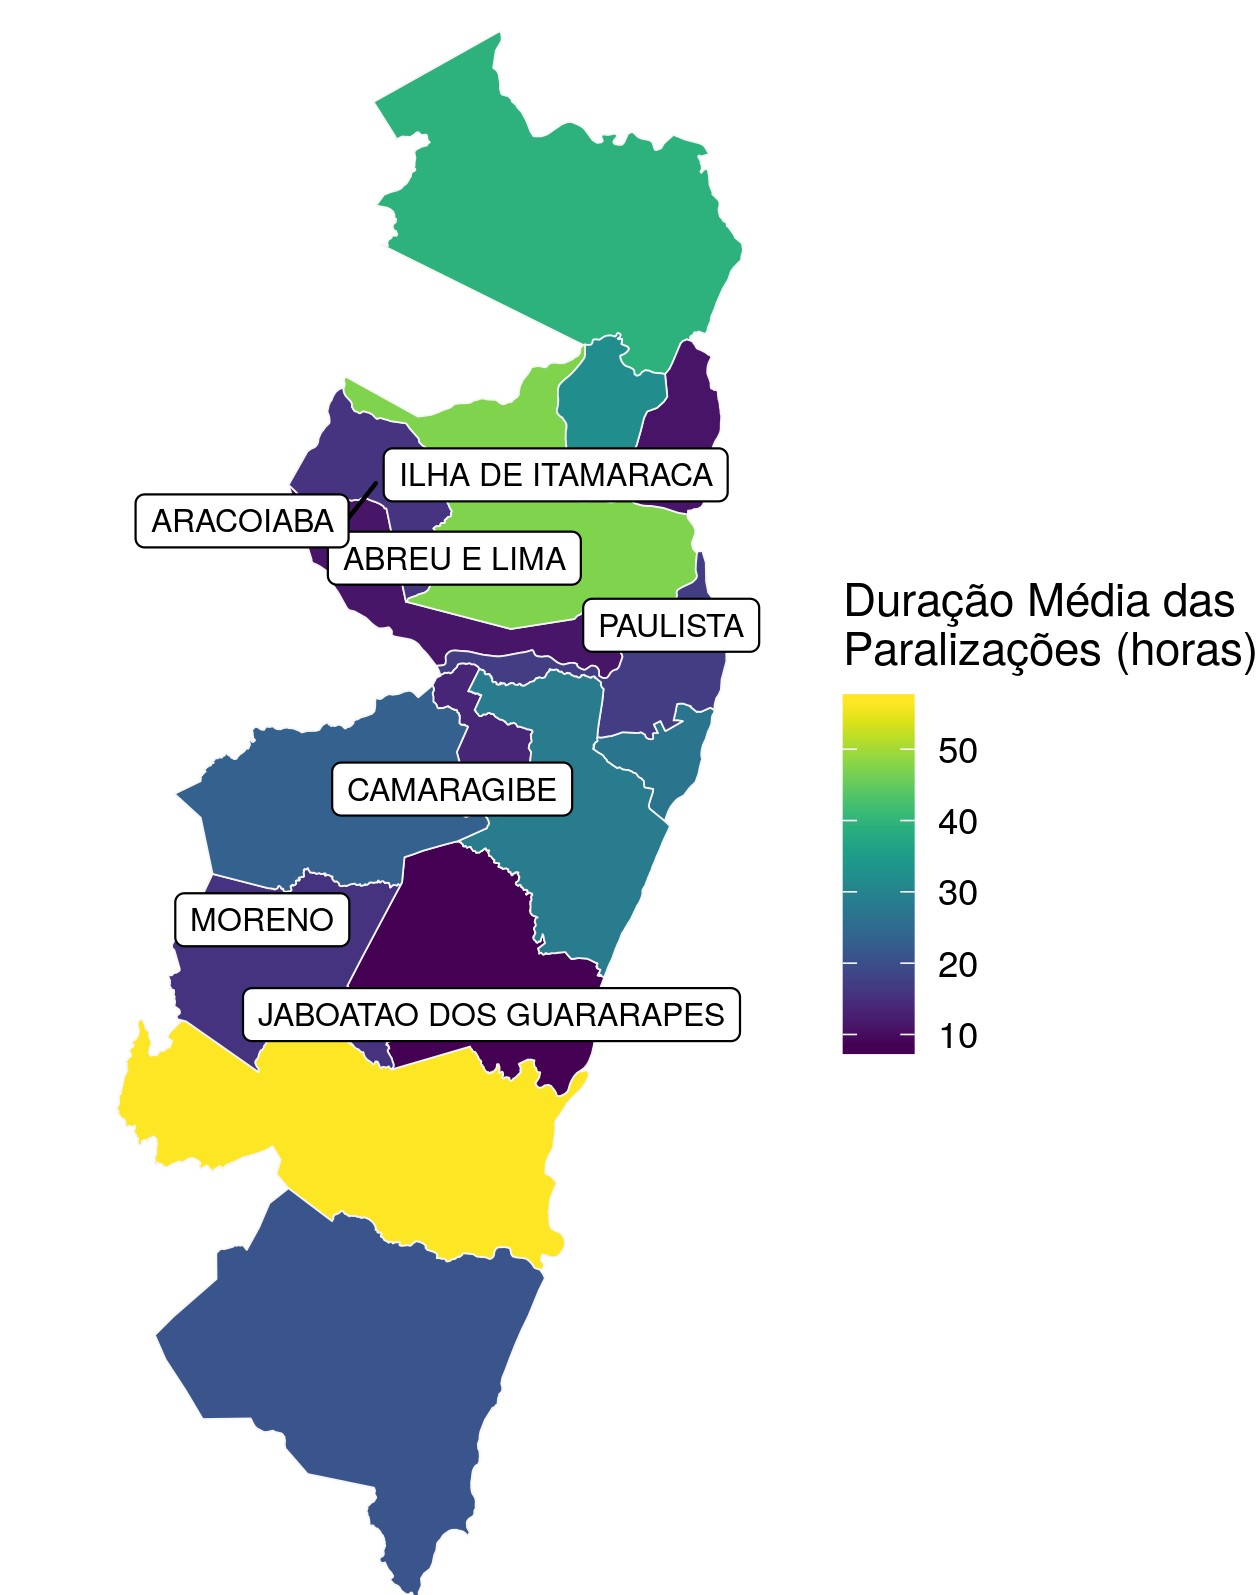 ILHA DE ITAMARACA
ARACOIABA
ABREU E LIMA
PAULISTA
CAMARAGIBE
MORENO
JABOATAO DOS GUARARAPES
Duração Média das
Paralizações (horas)
50
40
30
20
10